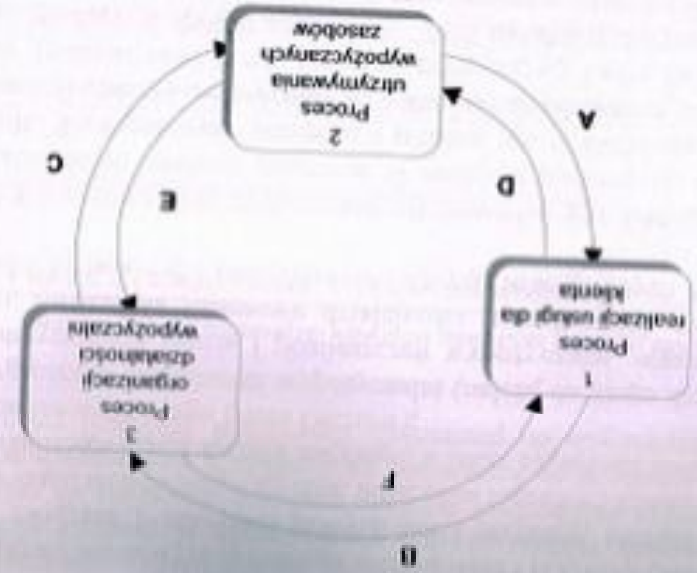 B
F
1
Proces
realizacji usługi dla
klienta
3
Proces
organizacji
działalności
wypożyczalni
D
E
A
C
2
Proces
utrzymywania
wypożyczanych
zasobów